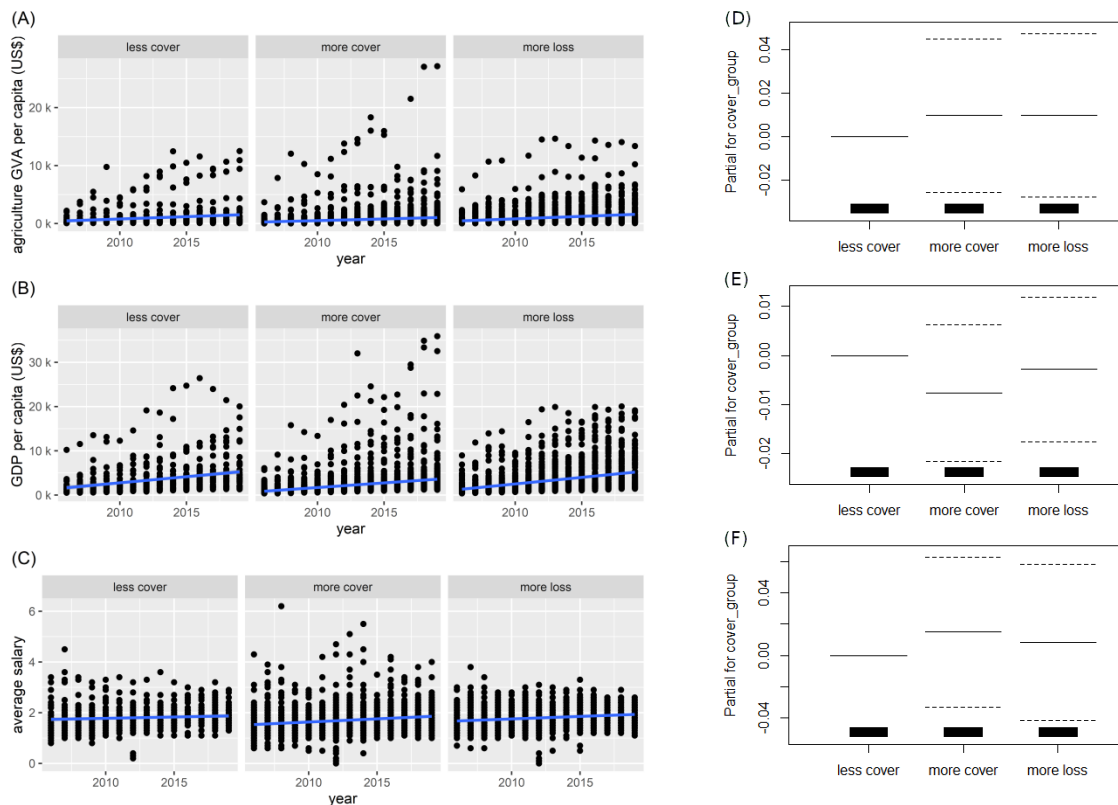 (A)
less cover more cover more loss
agriculture GVA per capita (US$)
20 k
10 k
0 k
2010 2015 2010 2015 2010 2015
year
(B)
less cover more cover more loss
GDP per capita (US$)
30 k
20 k
10 k
0 k
2010 2015 2010 2015 2010 2015
year
(C)
less cover more cover more loss
average salary
6
4
2
0
2010 2015 2010 2015 2010 2015
year
(D)
Partial for cover_group
0.04
0.00
-0.02
less cover more cover more loss
(E)
Partial for cover_group
0.01
0.00
-0.01
-0.02
less cover more cover more loss
(F)
Partial for cover_group
0.04
0.00
-0.04
less cover more cover more loss